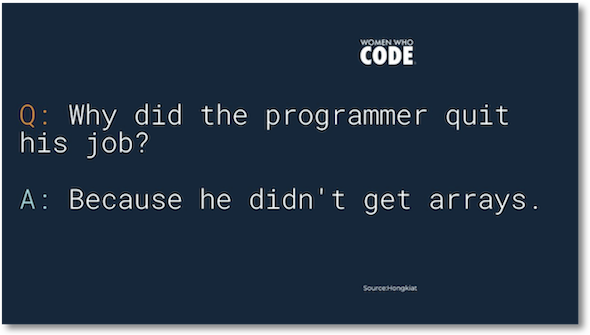 WOMEN WHO
CODE
Q: Why did the programmer quit
his job?
A: Because he didn't get arrays.
Source:Hongkiat